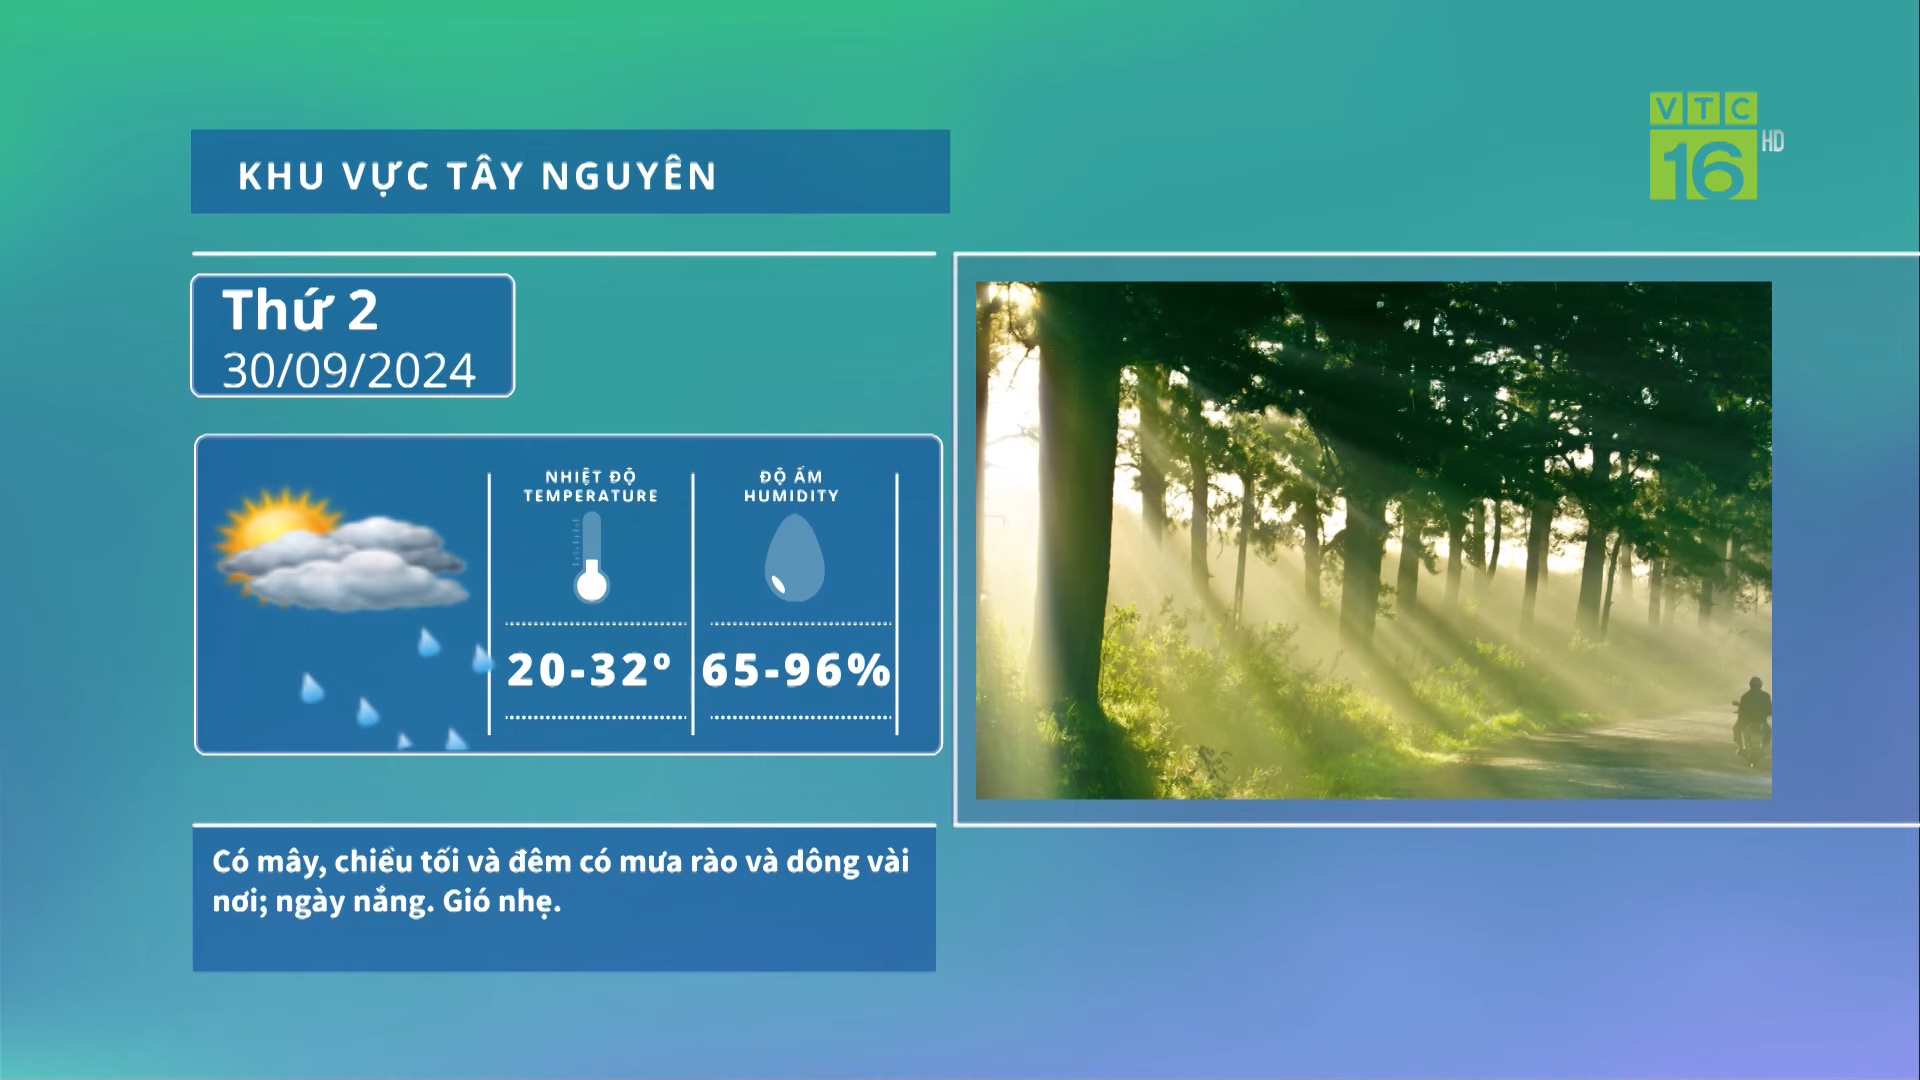 VTC
16 HD
KHU VỰC TÂY NGUYÊN
Thứ 2
30/09/2024
NHIỆT ĐỘ
TEMPERATURE
ĐỘ ẨM
HUMIDITY
20-32°
65-96%
Có mây, chiều tối và đêm có mưa rào và dông vài
nơi; ngày nắng. Gió nhẹ.